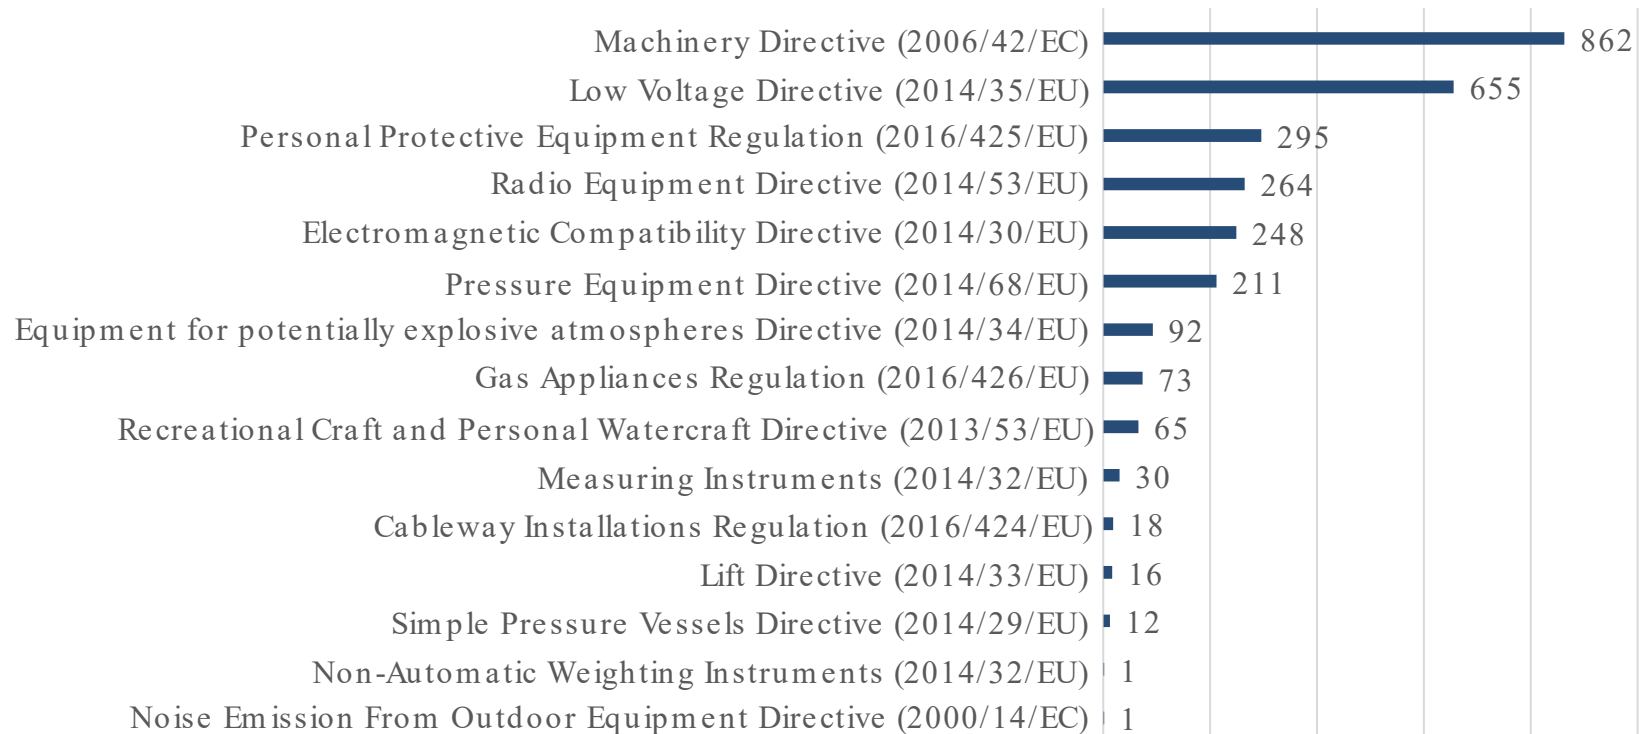 Machinery Directive (2006/42/EC) 862
Low Voltage Directive (2014/35/EU) 655
Personal Protective Equipment Regulation (2016/425/EU) 295
Radio Equipment Directive (2014/53/EU) 264
Electromagnetic Compatibility Directive (2014/30/EU) 248
Pressure Equipment Directive (2014/68/EU) 211
Equipment for potentially explosive atmospheres Directive (2014/34/EU) 92
Gas Appliances Regulation (2016/426/EU) 73
Recreational Craft and Personal Watercraft Directive (2013/53/EU) 65
Measuring Instruments (2014/32/EU) 30
Cableway Installations Regulation (2016/424/EU) 18
Lift Directive (2014/33/EU) 16
Simple Pressure Vessels Directive (2014/29/EU) 12
Non-Automatic Weighting Instruments (2014/32/EU) 1
Noise Emission From Outdoor Equipment Directive (2000/14/EC) 1